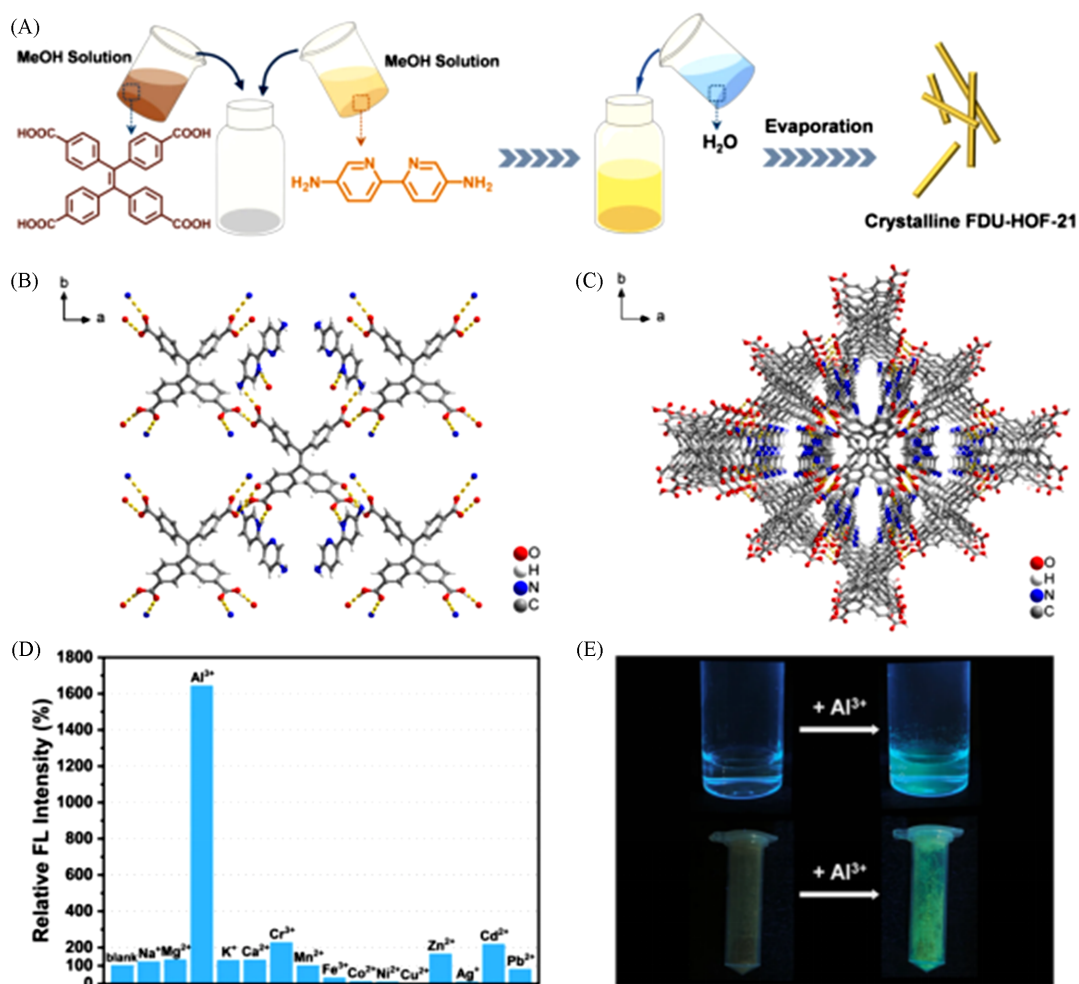 (A)
MeOH Solution
MeOH Solution
HOOC
COOH
HOOC
COOH
H₂N
NH₂
N
N
H₂O
Evaporation
Crystalline FDU-HOF-21
(B)
b
a
O
H
N
C
(C)
b
a
O
H
N
C
(D)
Relative FL Intensity (%)
1800
1600
1400
1200
1000
800
600
400
200
100
0
blank
Na⁺
Mg²⁺
Al³⁺
K⁺
Ca²⁺
Cr³⁺
Mn²⁺
Fe³⁺
Co²⁺
Ni²⁺
Cu²⁺
Zn²⁺
Ag⁺
Cd²⁺
Pb²⁺
(E)
+ Al³⁺
+ Al³⁺